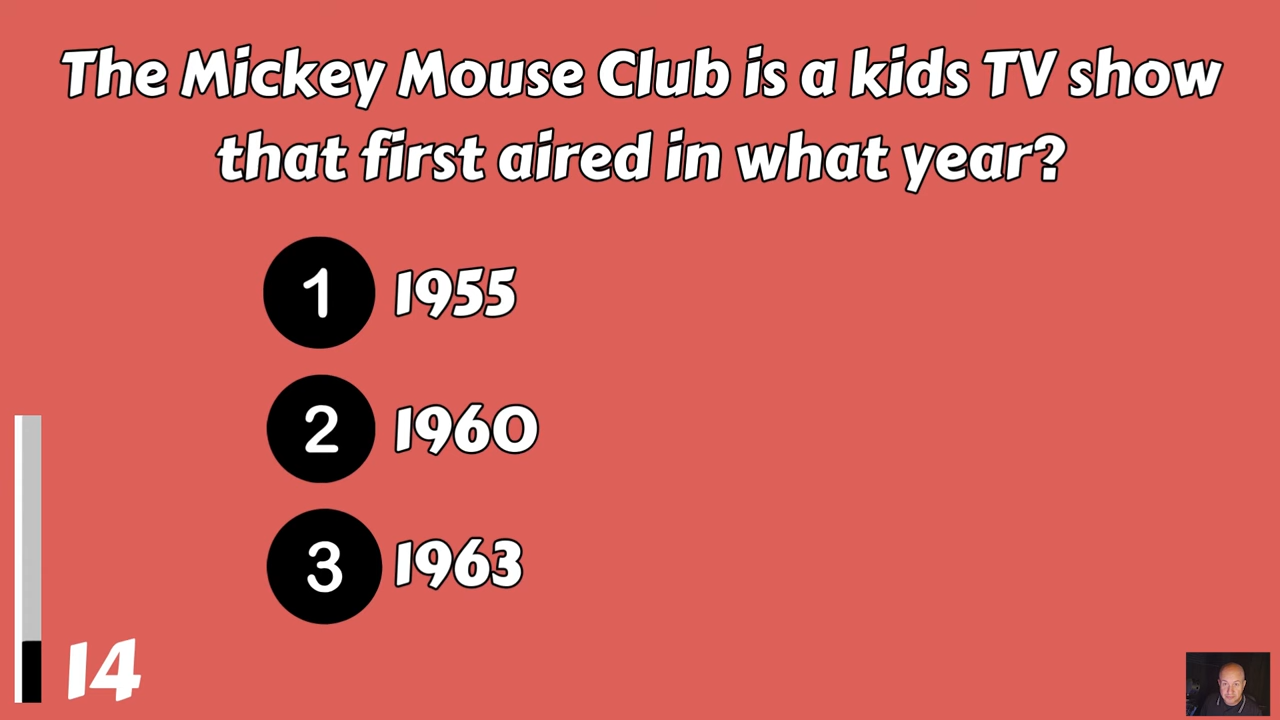 The Mickey Mouse Club is a kids TV show
that first aired in what year?
1 1955
2 1960
3 1963
14